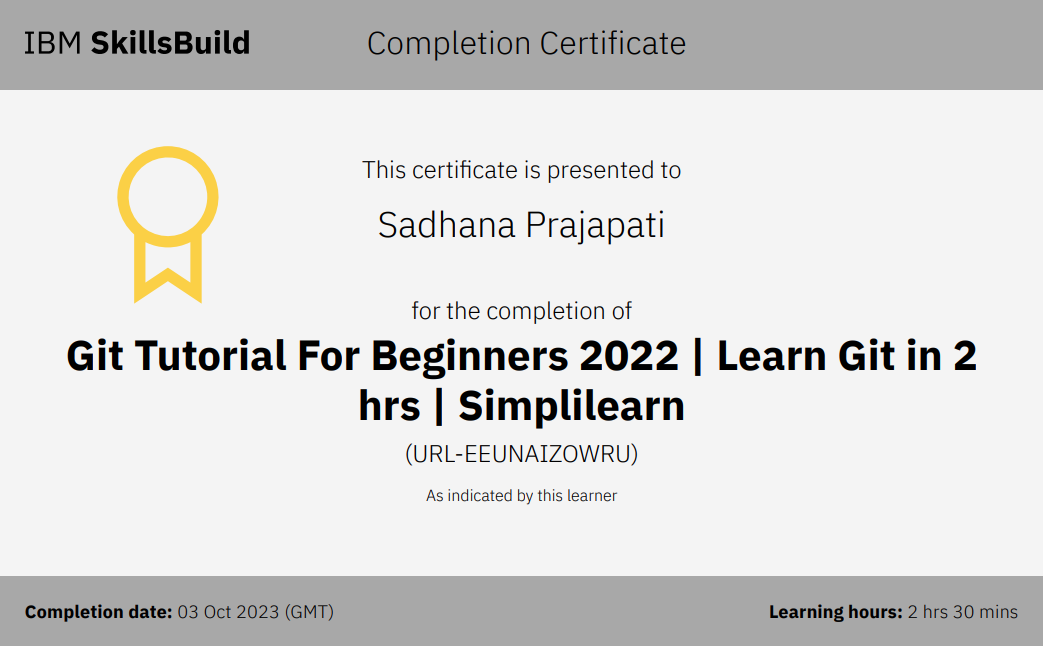 IBM SkillsBuild
Completion Certificate
This certificate is presented to
Sadhana Prajapati
for the completion of
Git Tutorial For Beginners 2022 | Learn Git in 2
hrs | Simplilearn
(URL-EEUNAIZOWRU)
As indicated by this learner
Completion date: 03 Oct 2023 (GMT)
Learning hours: 2 hrs 30 mins